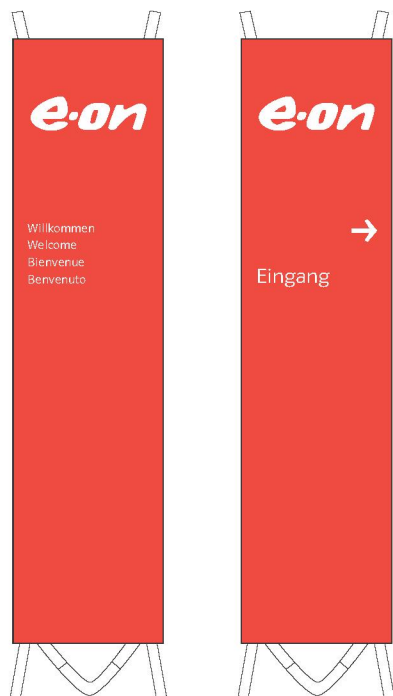 e·on
Willkommen
Welcome
Bienvenue
Benvenuto
e·on
Eingang